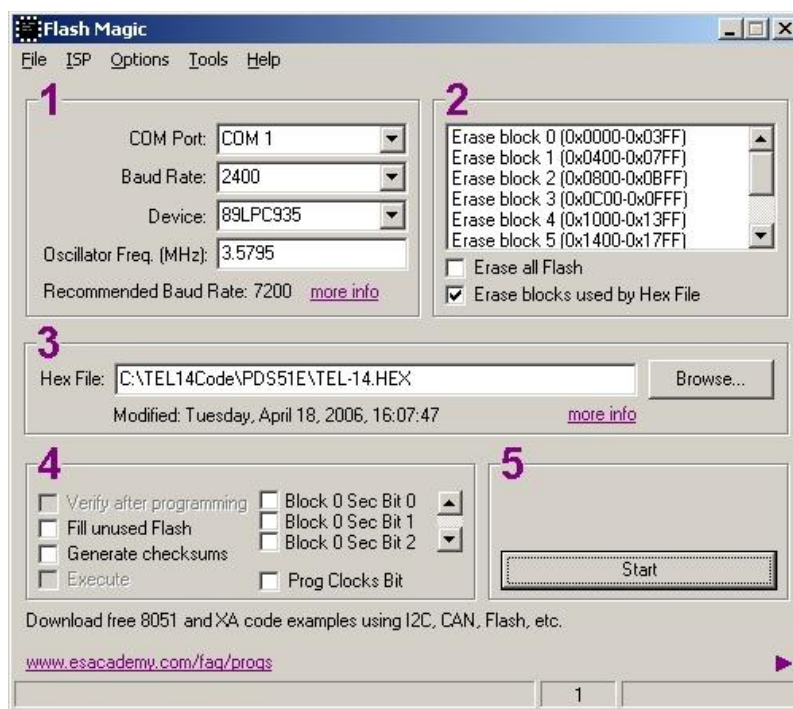 Flash Magic
File ISP Options Tools Help
1
COM Port: COM 1
Baud Rate: 2400
Device: 89LPC935
Oscillator Freq. (MHz): 3.5795
Recommended Baud Rate: 7200 more info
2
Erase block 0 (0x0000-0x03FF)
Erase block 1 (0x0400-0x07FF)
Erase block 2 (0x0800-0x0BFF)
Erase block 3 (0x0C00-0x0FFF)
Erase block 4 (0x1000-0x13FF)
Erase block 5 (0x1400-0x17FF)
Erase all Flash
Erase blocks used by Hex File
3
Hex File: C:\TEL14Code\PDS51E\TEL-14.HEX Browse...
Modified: Tuesday, April 18, 2006, 16:07:47 more info
4
Verify after programming
Fill unused Flash
Generate checksums
Execute
Block 0 Sec Bit 0
Block 0 Sec Bit 1
Block 0 Sec Bit 2
Prog Clocks Bit
5
Start
Download free 8051 and XA code examples using I2C, CAN, Flash, etc.
www.esacademy.com/faq/progs
1